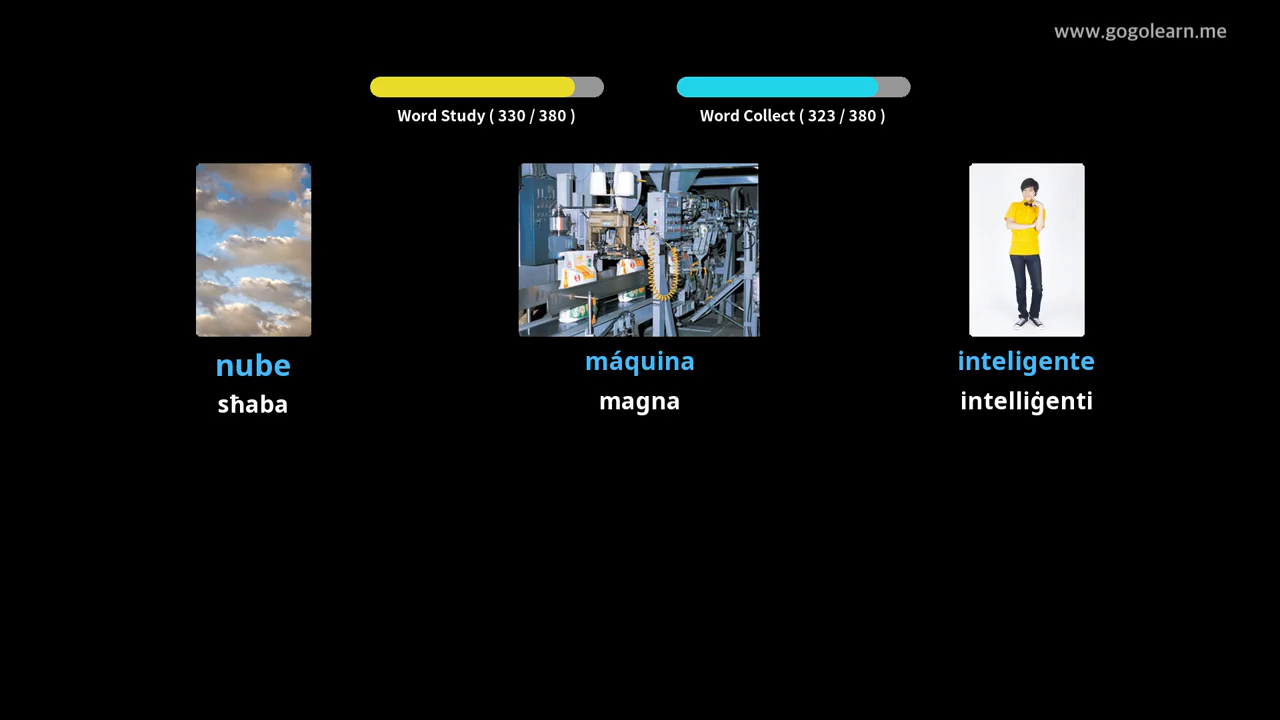 www.gogolearn.me
Word Study ( 330 / 380 )
Word Collect ( 323 / 380 )
nube
máquina
inteligente
sħaba
magna
intelliġenti